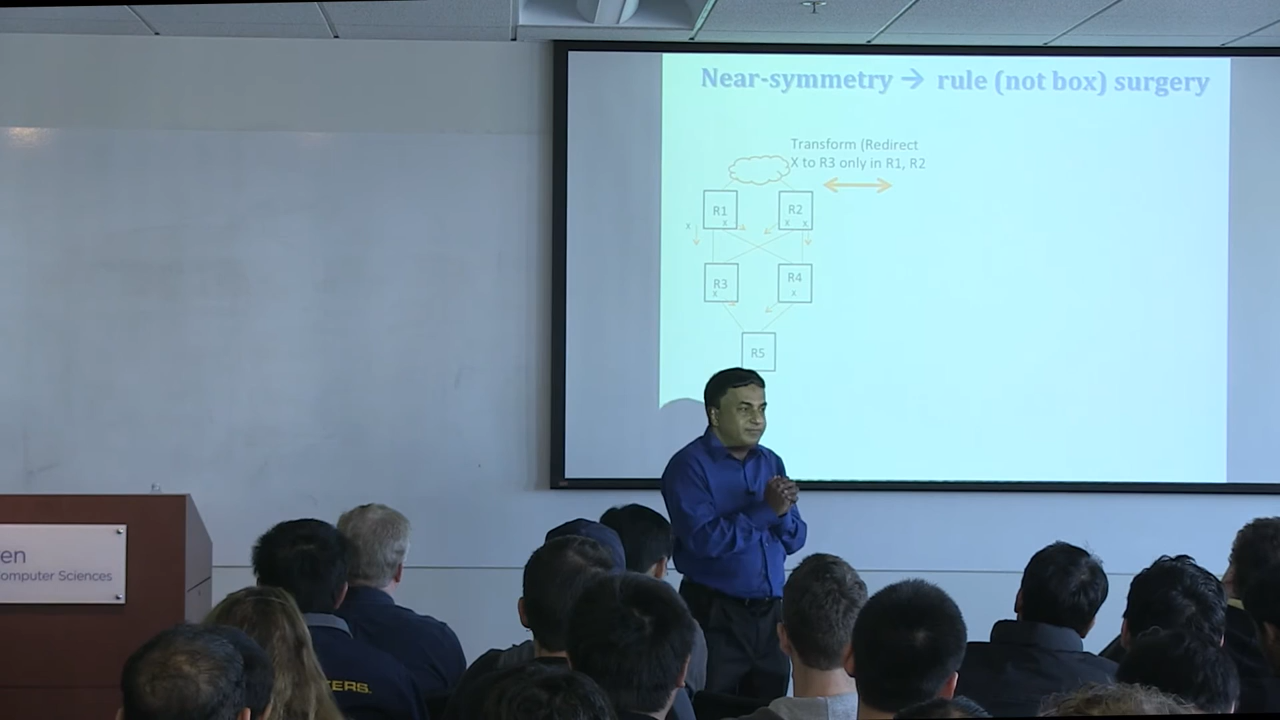 Near-symmetry → rule (not box) surgery
Transform (Redirect
X to R3 only in R1, R2
R1
R2
x
x
x
x
R3
R4
x
x
R5
en
omputer Sciences
ERS.